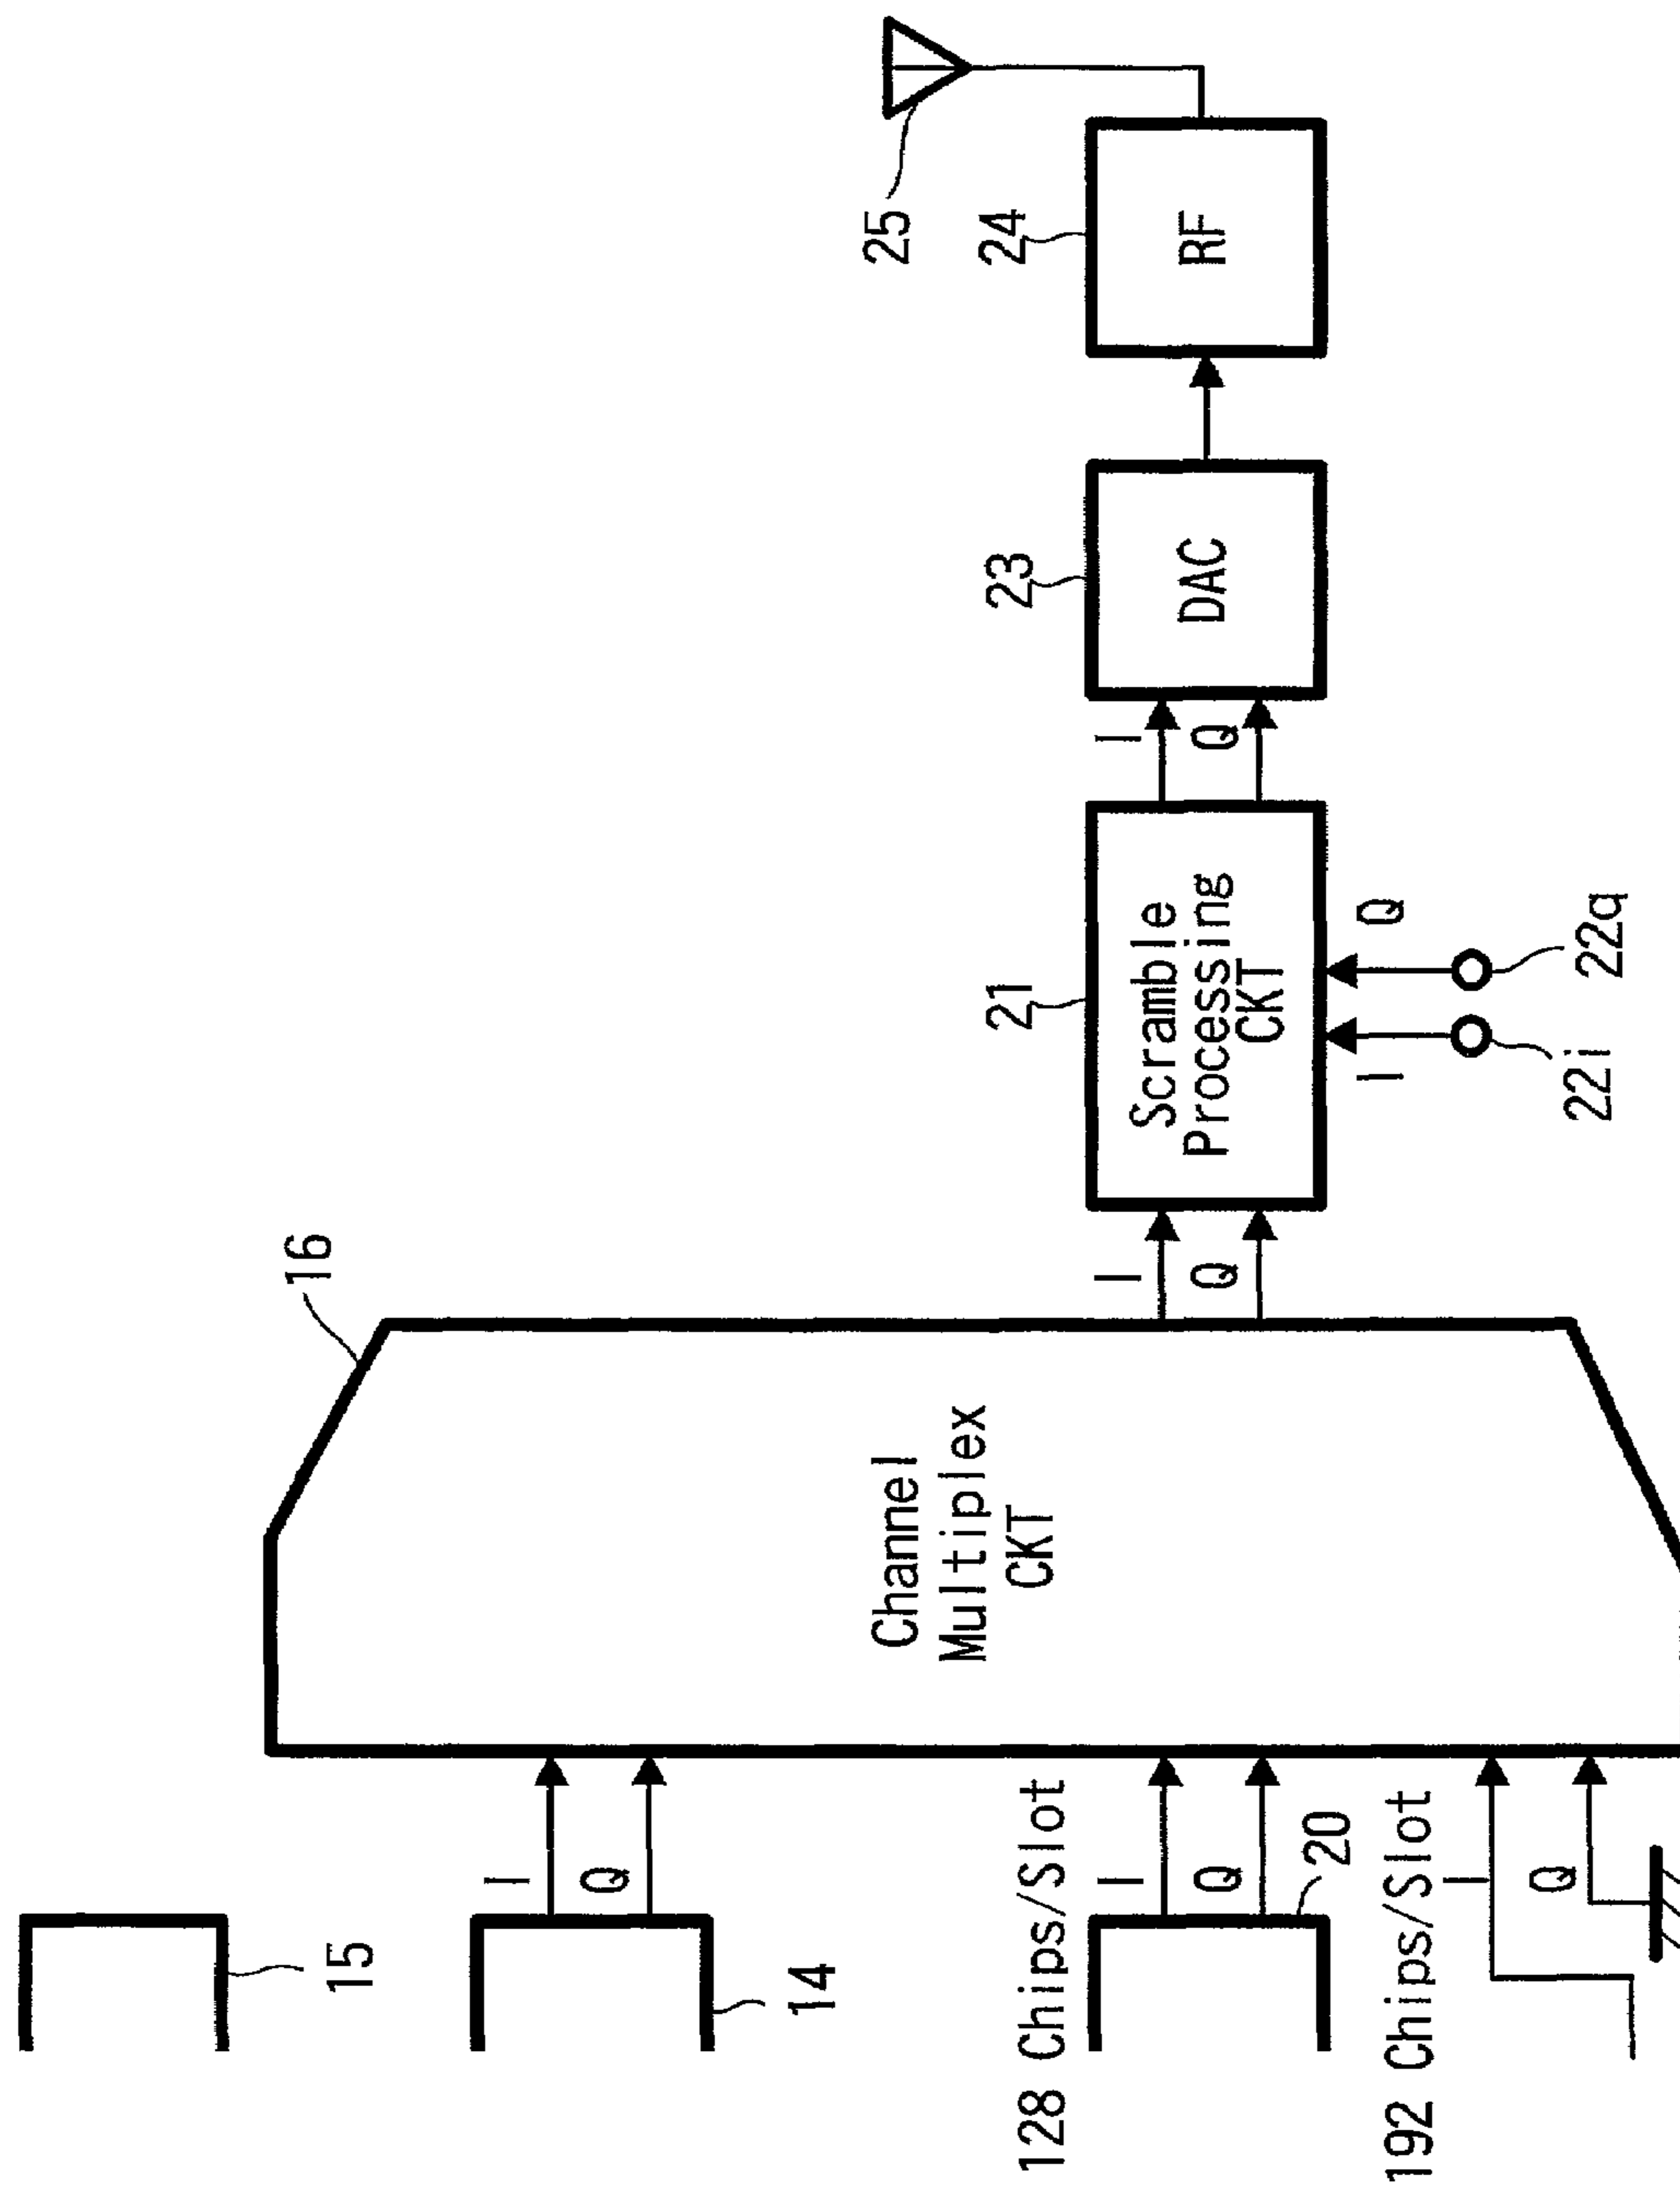 15
14
I
Q
128 Chips/Slot
I
Q
20
192 Chips/Slot
I
Q
16
Channel
Multiplex
CKT
I
Q
21
Scramble
Processing
CKT
I
22i
Q
22q
I
Q
23
DAC
24
RF
25